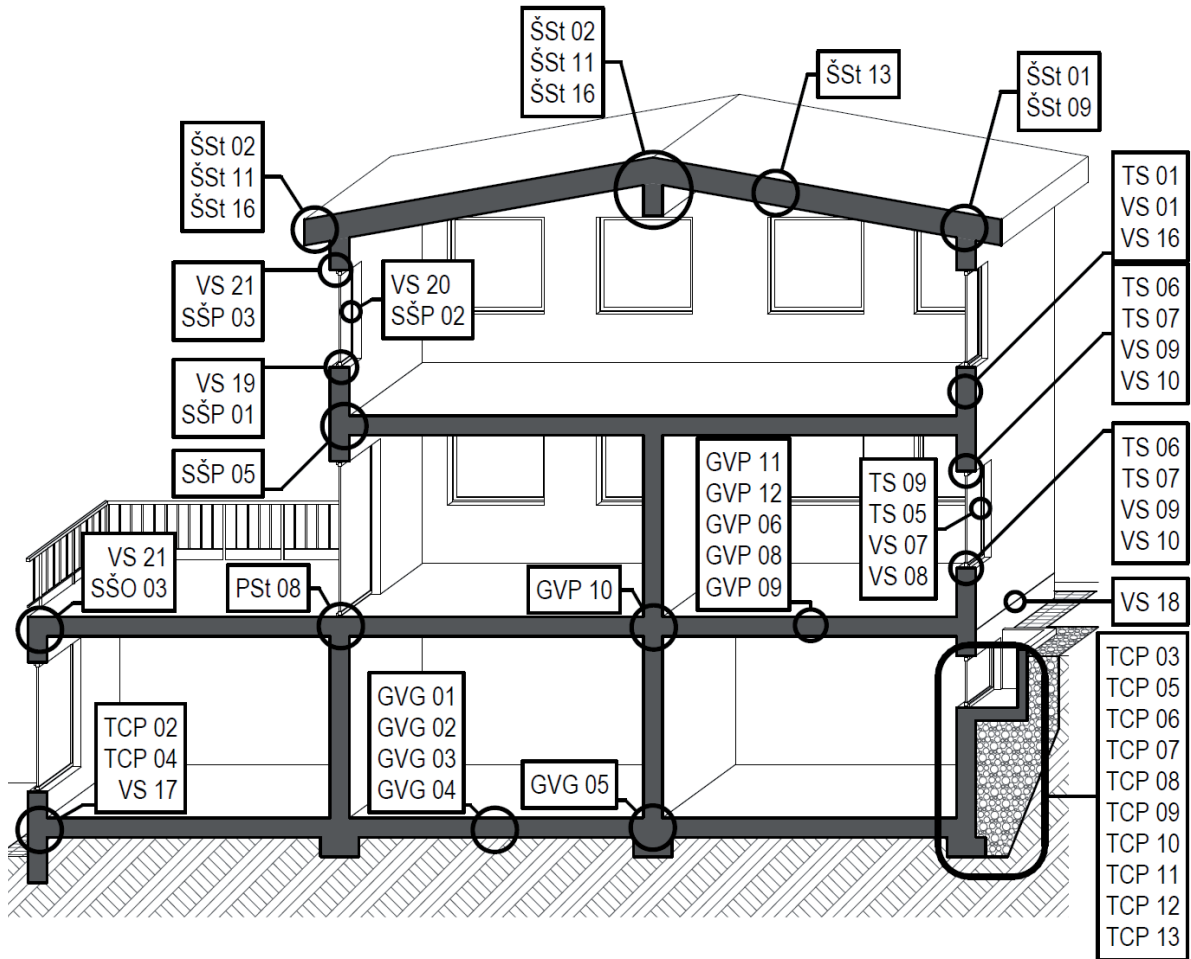 ŠSt 02
ŠSt 11
ŠSt 16
ŠSt 13
ŠSt 01
ŠSt 09
ŠSt 02
ŠSt 11
ŠSt 16
TS 01
VS 01
VS 16
VS 21
SŠP 03
VS 20
SŠP 02
TS 06
TS 07
VS 09
VS 10
VS 19
SŠP 01
SŠP 05
GVP 11
GVP 12
GVP 06
GVP 08
GVP 09
TS 09
TS 05
VS 07
VS 08
TS 06
TS 07
VS 09
VS 10
VS 21
SŠO 03
PSt 08
GVP 10
VS 18
TCP 02
TCP 04
VS 17
GVG 01
GVG 02
GVG 03
GVG 04
GVG 05
TCP 03
TCP 05
TCP 06
TCP 07
TCP 08
TCP 09
TCP 10
TCP 11
TCP 12
TCP 13